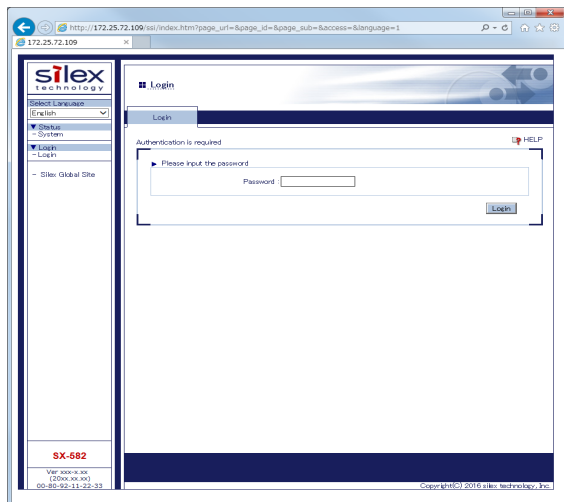 http://172.25.72.109/ssi/index.htm?page_url=&page_id=&page_sub=&access=&language=1
172.25.72.109
silex
technology
Select Language
English
▼ Status
- System
▼ Login
- Login
- Silex Global Site
SX-582
Ver xxx-x.xx
(20xx.xx.xx)
00-80-92-11-22-33
Login
Login
Authentication is required
HELP
Please input the password
Password :
Login
Copyright(C) 2016 silex technology, Inc.